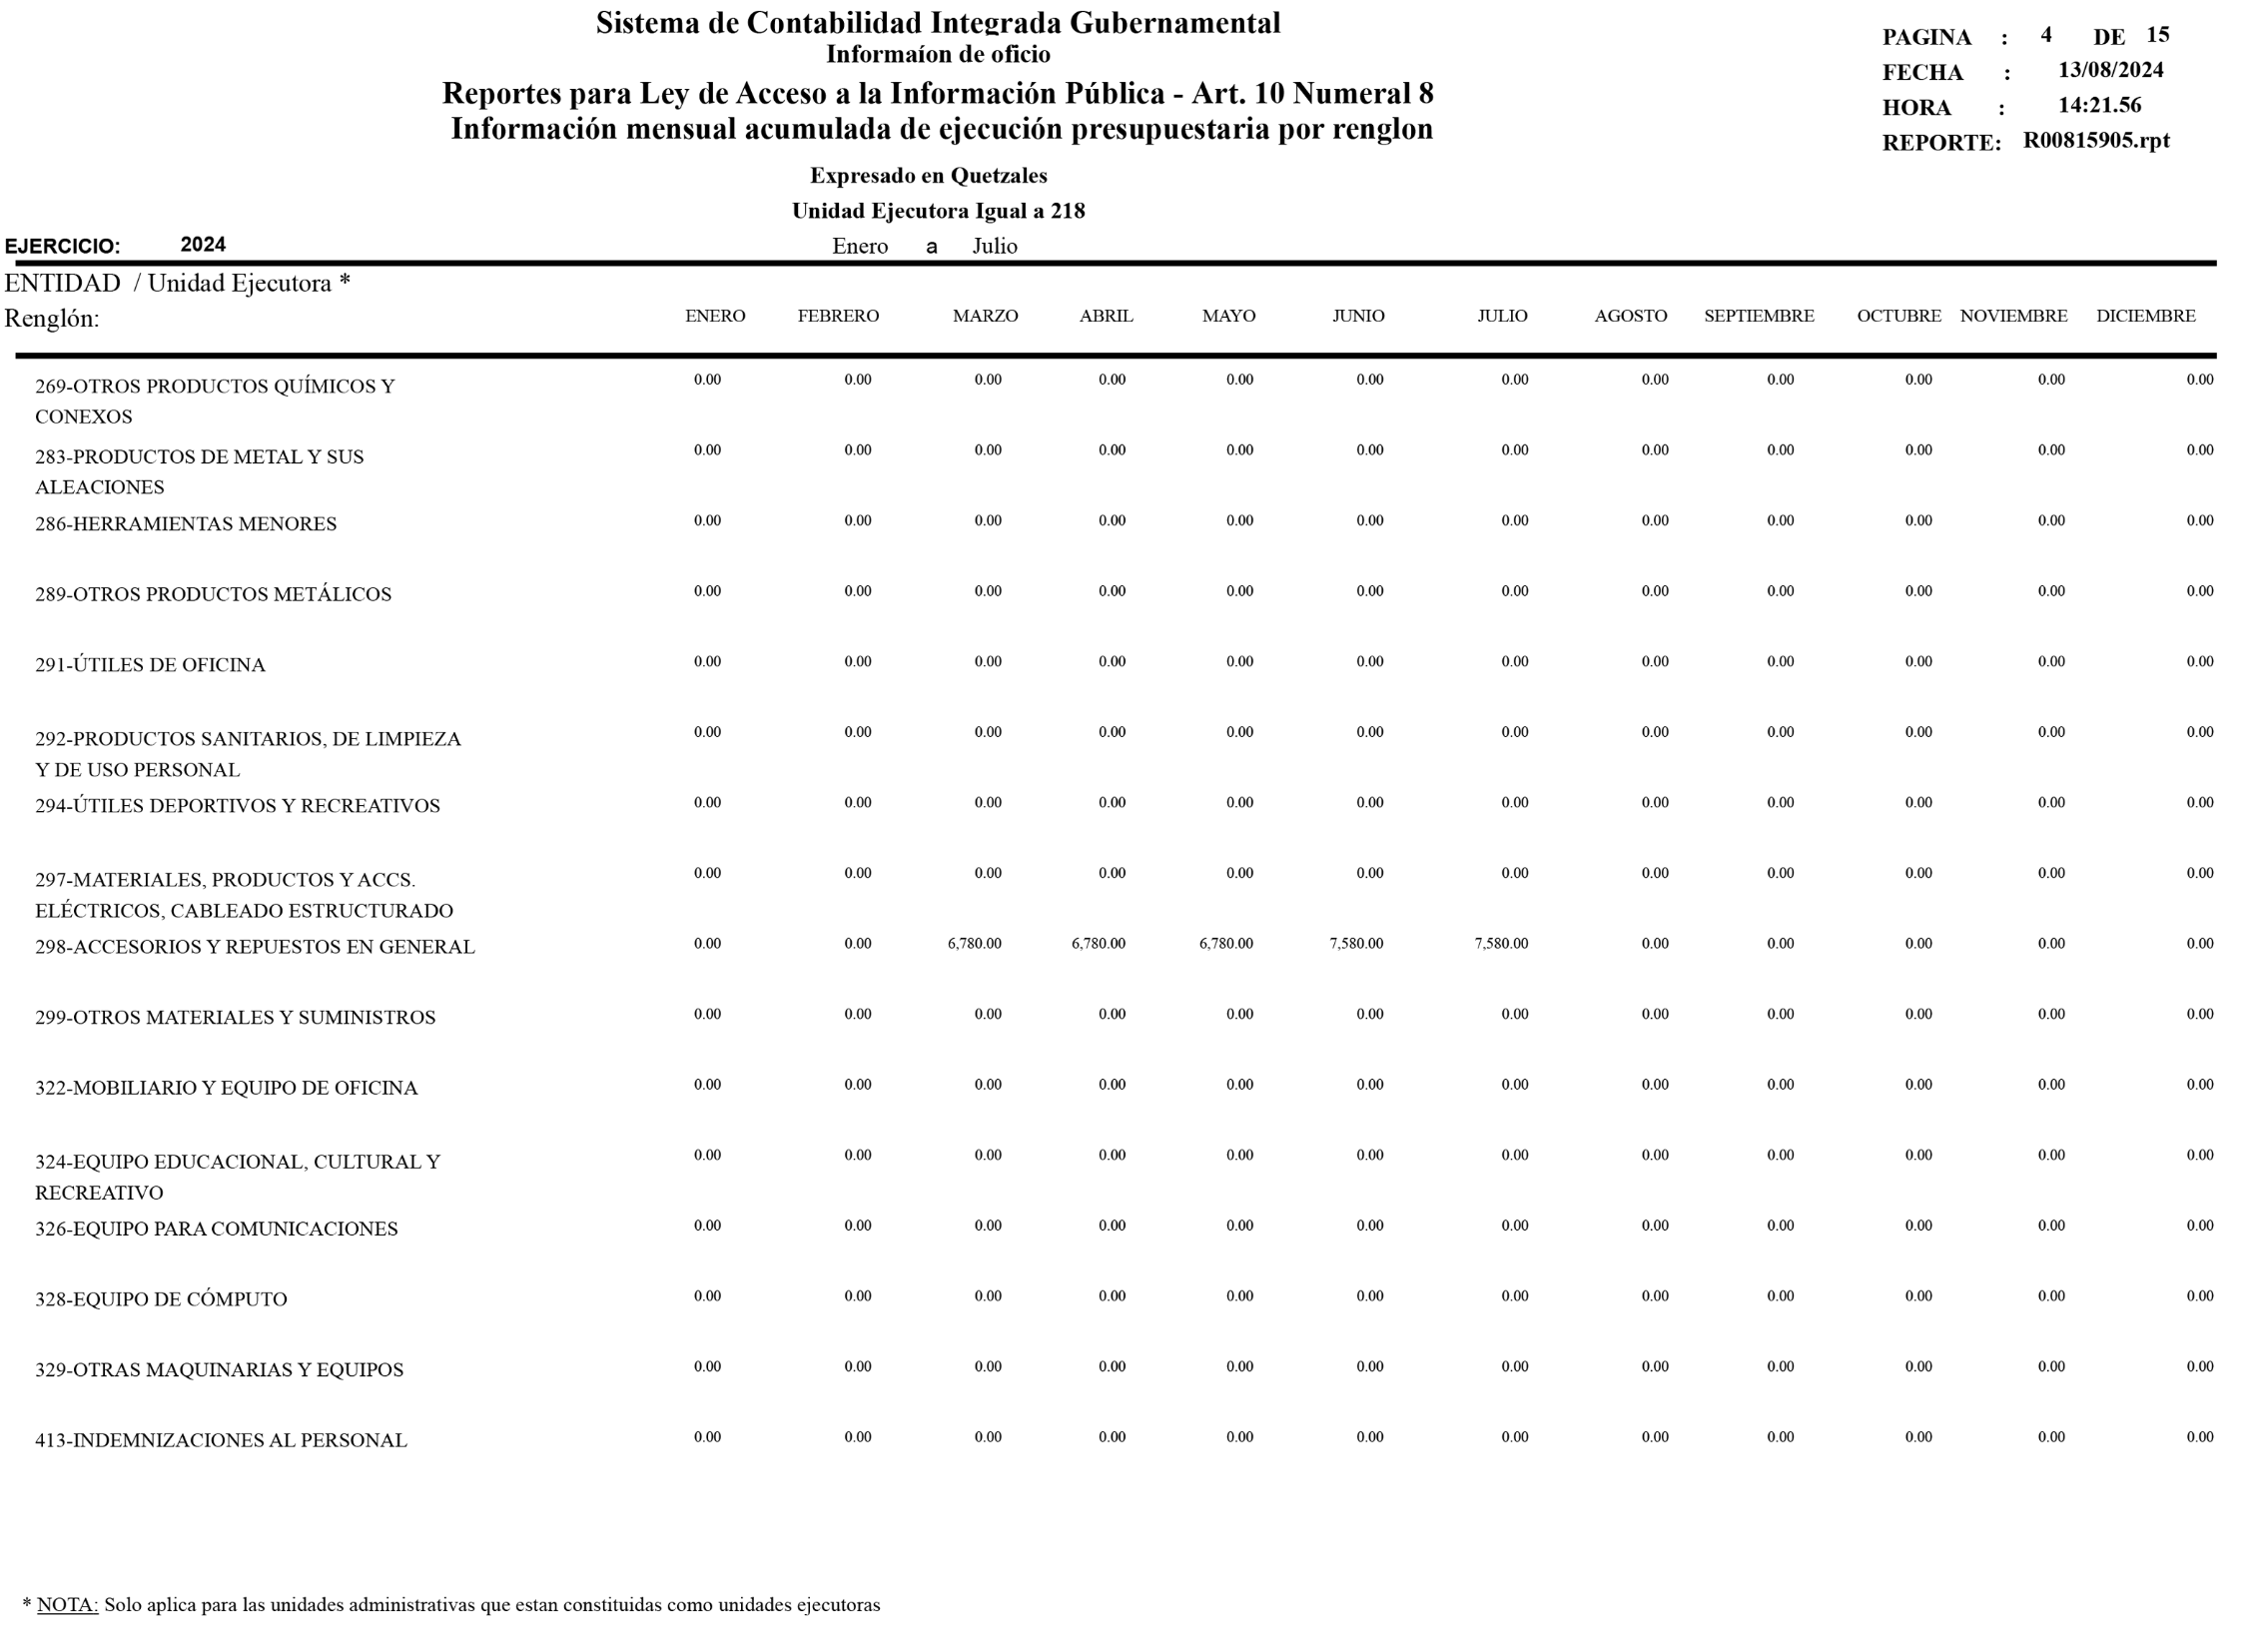 Sistema de Contabilidad Integrada Gubernamental
Informaíon de oficio
Reportes para Ley de Acceso a la Información Pública - Art. 10 Numeral 8
Información mensual acumulada de ejecución presupuestaria por renglon
Expresado en Quetzales
Unidad Ejecutora Igual a 218
PAGINA : 4 DE 15
FECHA : 13/08/2024
HORA : 14:21.56
REPORTE: R00815905.rpt
EJERCICIO: 2024 Enero a Julio
ENTIDAD / Unidad Ejecutora *
Renglón: ENERO FEBRERO MARZO ABRIL MAYO JUNIO JULIO AGOSTO SEPTIEMBRE OCTUBRE NOVIEMBRE DICIEMBRE
269-OTROS PRODUCTOS QUÍMICOS Y 0.00 0.00 0.00 0.00 0.00 0.00 0.00 0.00 0.00 0.00 0.00 0.00
CONEXOS
283-PRODUCTOS DE METAL Y SUS 0.00 0.00 0.00 0.00 0.00 0.00 0.00 0.00 0.00 0.00 0.00 0.00
ALEACIONES
286-HERRAMIENTAS MENORES 0.00 0.00 0.00 0.00 0.00 0.00 0.00 0.00 0.00 0.00 0.00 0.00
289-OTROS PRODUCTOS METÁLICOS 0.00 0.00 0.00 0.00 0.00 0.00 0.00 0.00 0.00 0.00 0.00 0.00
291-ÚTILES DE OFICINA 0.00 0.00 0.00 0.00 0.00 0.00 0.00 0.00 0.00 0.00 0.00 0.00
292-PRODUCTOS SANITARIOS, DE LIMPIEZA 0.00 0.00 0.00 0.00 0.00 0.00 0.00 0.00 0.00 0.00 0.00 0.00
Y DE USO PERSONAL
294-ÚTILES DEPORTIVOS Y RECREATIVOS 0.00 0.00 0.00 0.00 0.00 0.00 0.00 0.00 0.00 0.00 0.00 0.00
297-MATERIALES, PRODUCTOS Y ACCS. 0.00 0.00 0.00 0.00 0.00 0.00 0.00 0.00 0.00 0.00 0.00 0.00
ELÉCTRICOS, CABLEADO ESTRUCTURADO
298-ACCESORIOS Y REPUESTOS EN GENERAL 0.00 0.00 6,780.00 6,780.00 6,780.00 7,580.00 7,580.00 0.00 0.00 0.00 0.00 0.00
299-OTROS MATERIALES Y SUMINISTROS 0.00 0.00 0.00 0.00 0.00 0.00 0.00 0.00 0.00 0.00 0.00 0.00
322-MOBILIARIO Y EQUIPO DE OFICINA 0.00 0.00 0.00 0.00 0.00 0.00 0.00 0.00 0.00 0.00 0.00 0.00
324-EQUIPO EDUCACIONAL, CULTURAL Y 0.00 0.00 0.00 0.00 0.00 0.00 0.00 0.00 0.00 0.00 0.00 0.00
RECREATIVO
326-EQUIPO PARA COMUNICACIONES 0.00 0.00 0.00 0.00 0.00 0.00 0.00 0.00 0.00 0.00 0.00 0.00
328-EQUIPO DE CÓMPUTO 0.00 0.00 0.00 0.00 0.00 0.00 0.00 0.00 0.00 0.00 0.00 0.00
329-OTRAS MAQUINARIAS Y EQUIPOS 0.00 0.00 0.00 0.00 0.00 0.00 0.00 0.00 0.00 0.00 0.00 0.00
413-INDEMNIZACIONES AL PERSONAL 0.00 0.00 0.00 0.00 0.00 0.00 0.00 0.00 0.00 0.00 0.00 0.00
* NOTA: Solo aplica para las unidades administrativas que estan constituidas como unidades ejecutoras